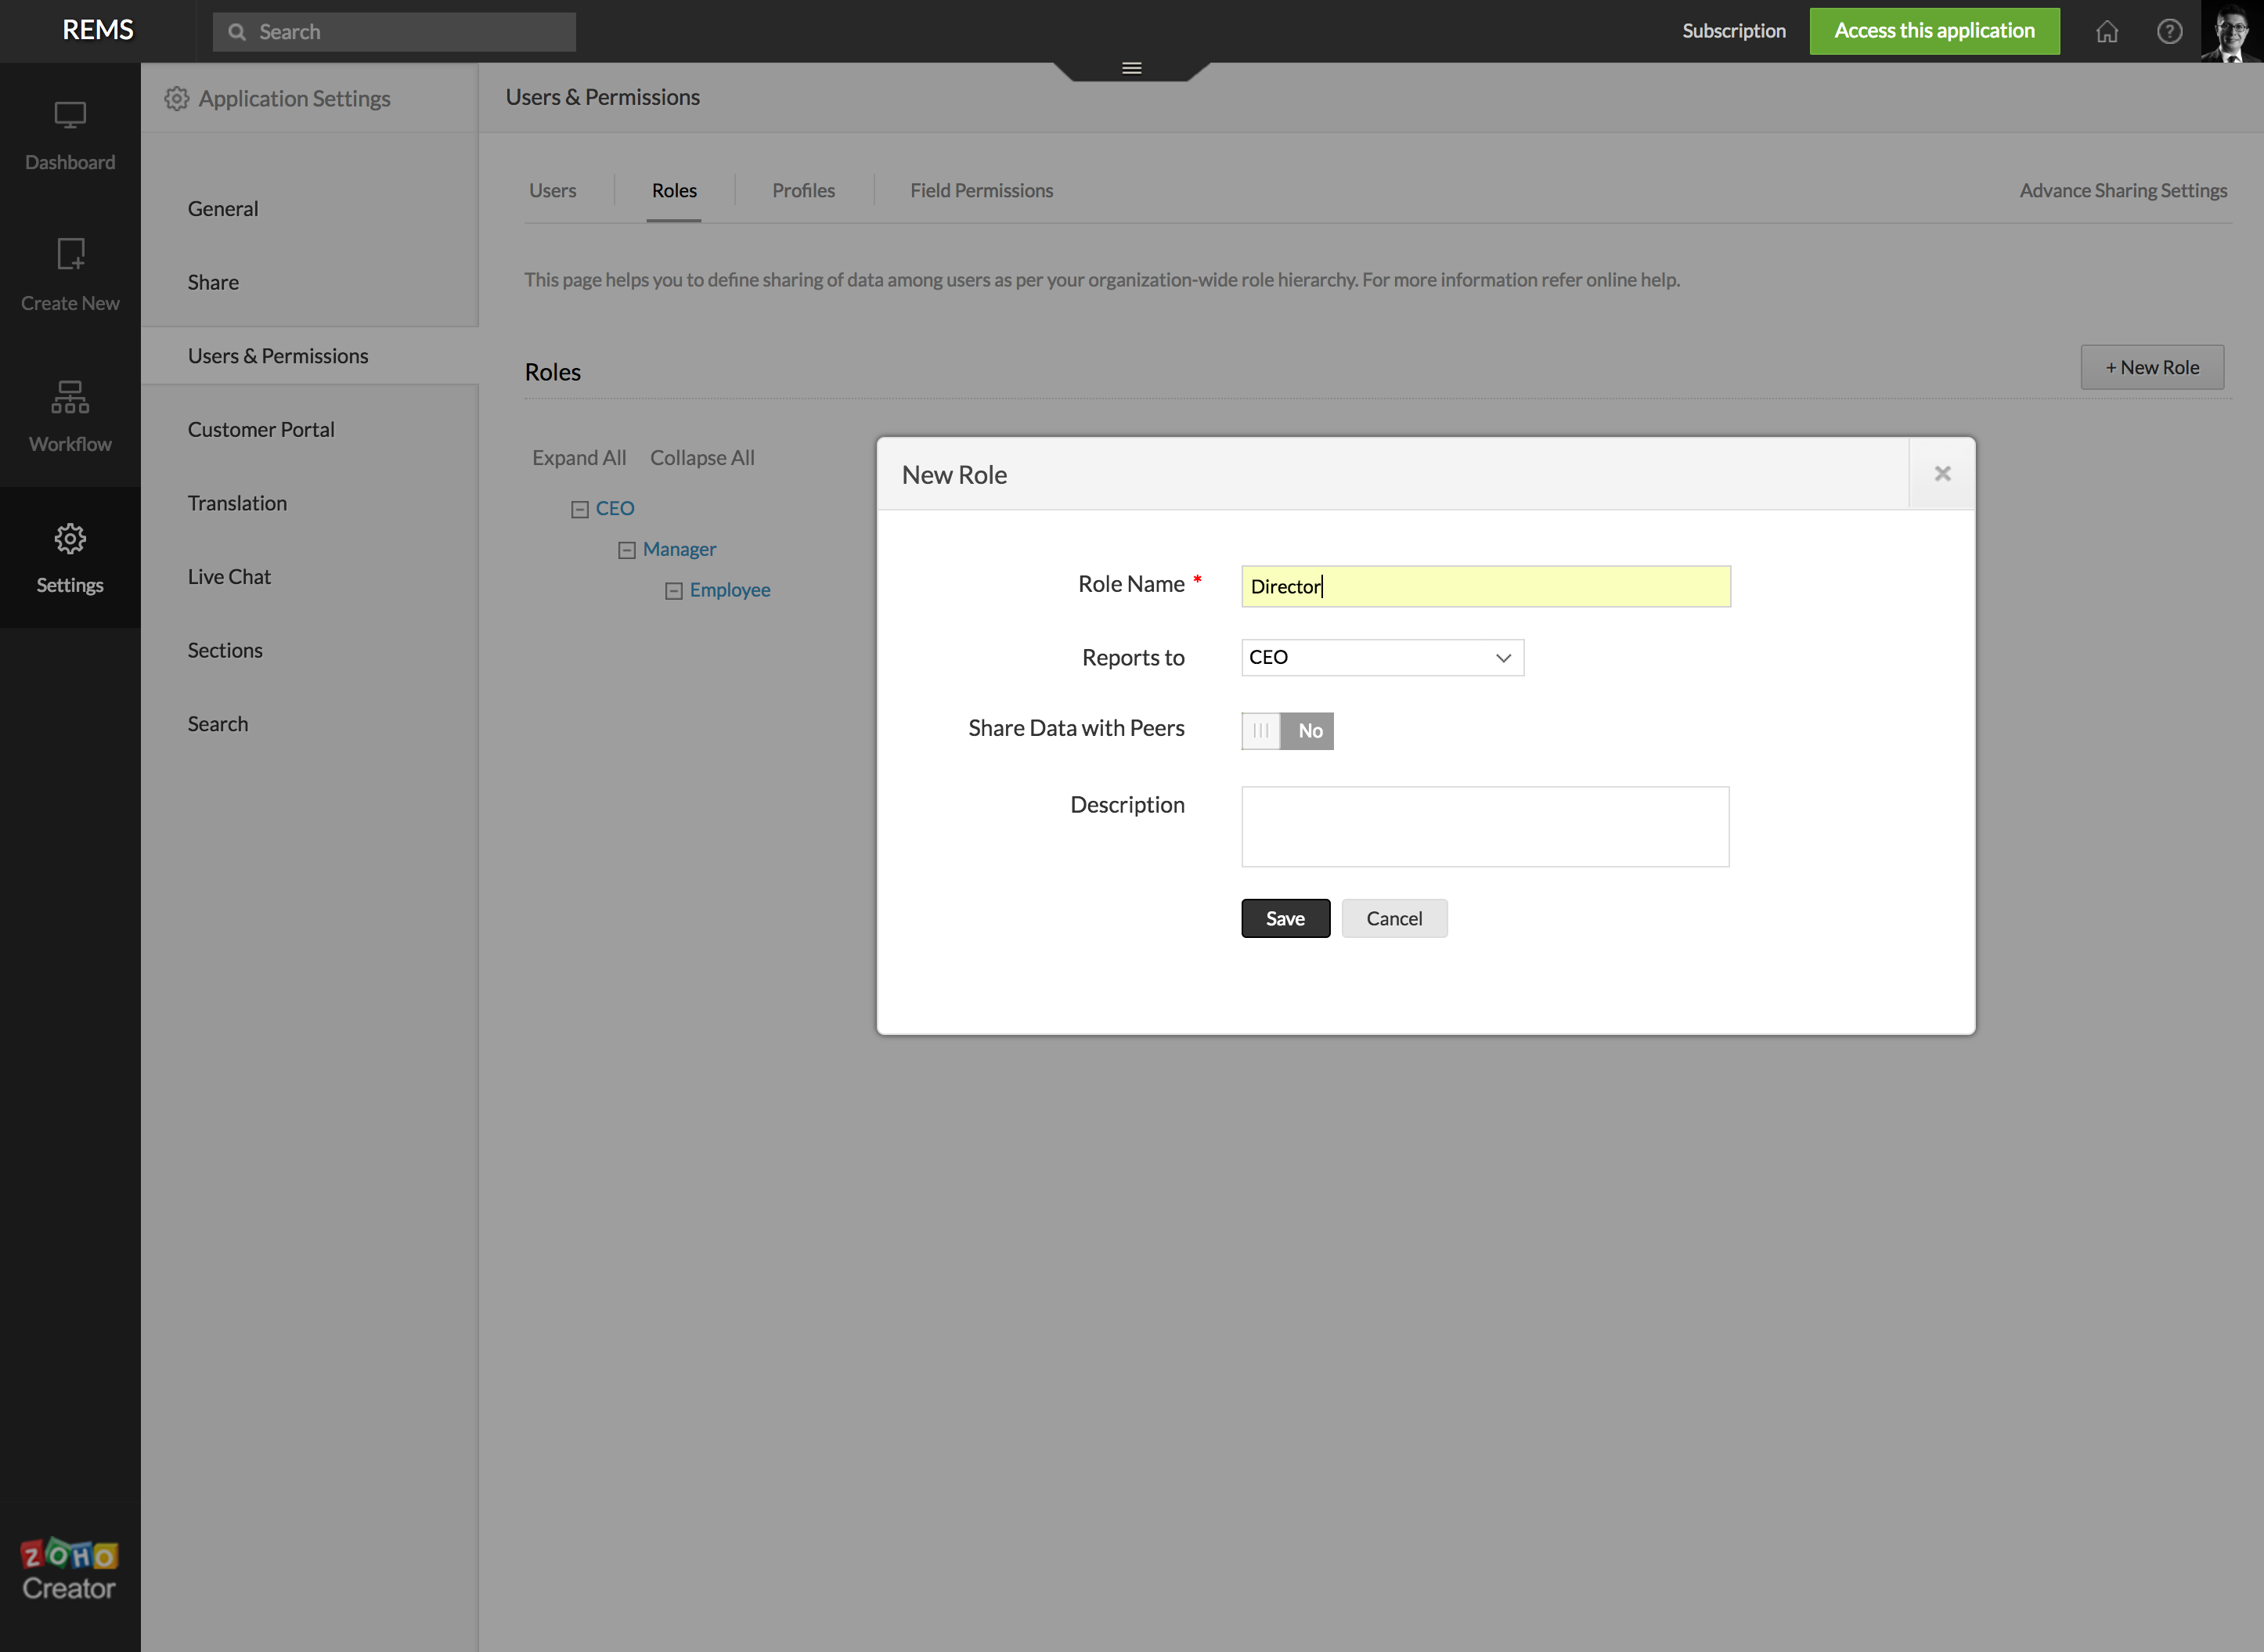 REMS
Search
Subscription
Access this application
Dashboard
Create New
Workflow
Settings
Application Settings
General
Share
Users & Permissions
Customer Portal
Translation
Live Chat
Sections
Search
Users & Permissions
Users
Roles
Profiles
Field Permissions
Advance Sharing Settings
This page helps you to define sharing of data among users as per your organization-wide role hierarchy. For more information refer online help.
Roles
+ New Role
Expand All
Collapse All
CEO
Manager
Employee
New Role
Role Name *
Director
Reports to
CEO
Share Data with Peers
No
Description
Save
Cancel
ZOHO
Creator